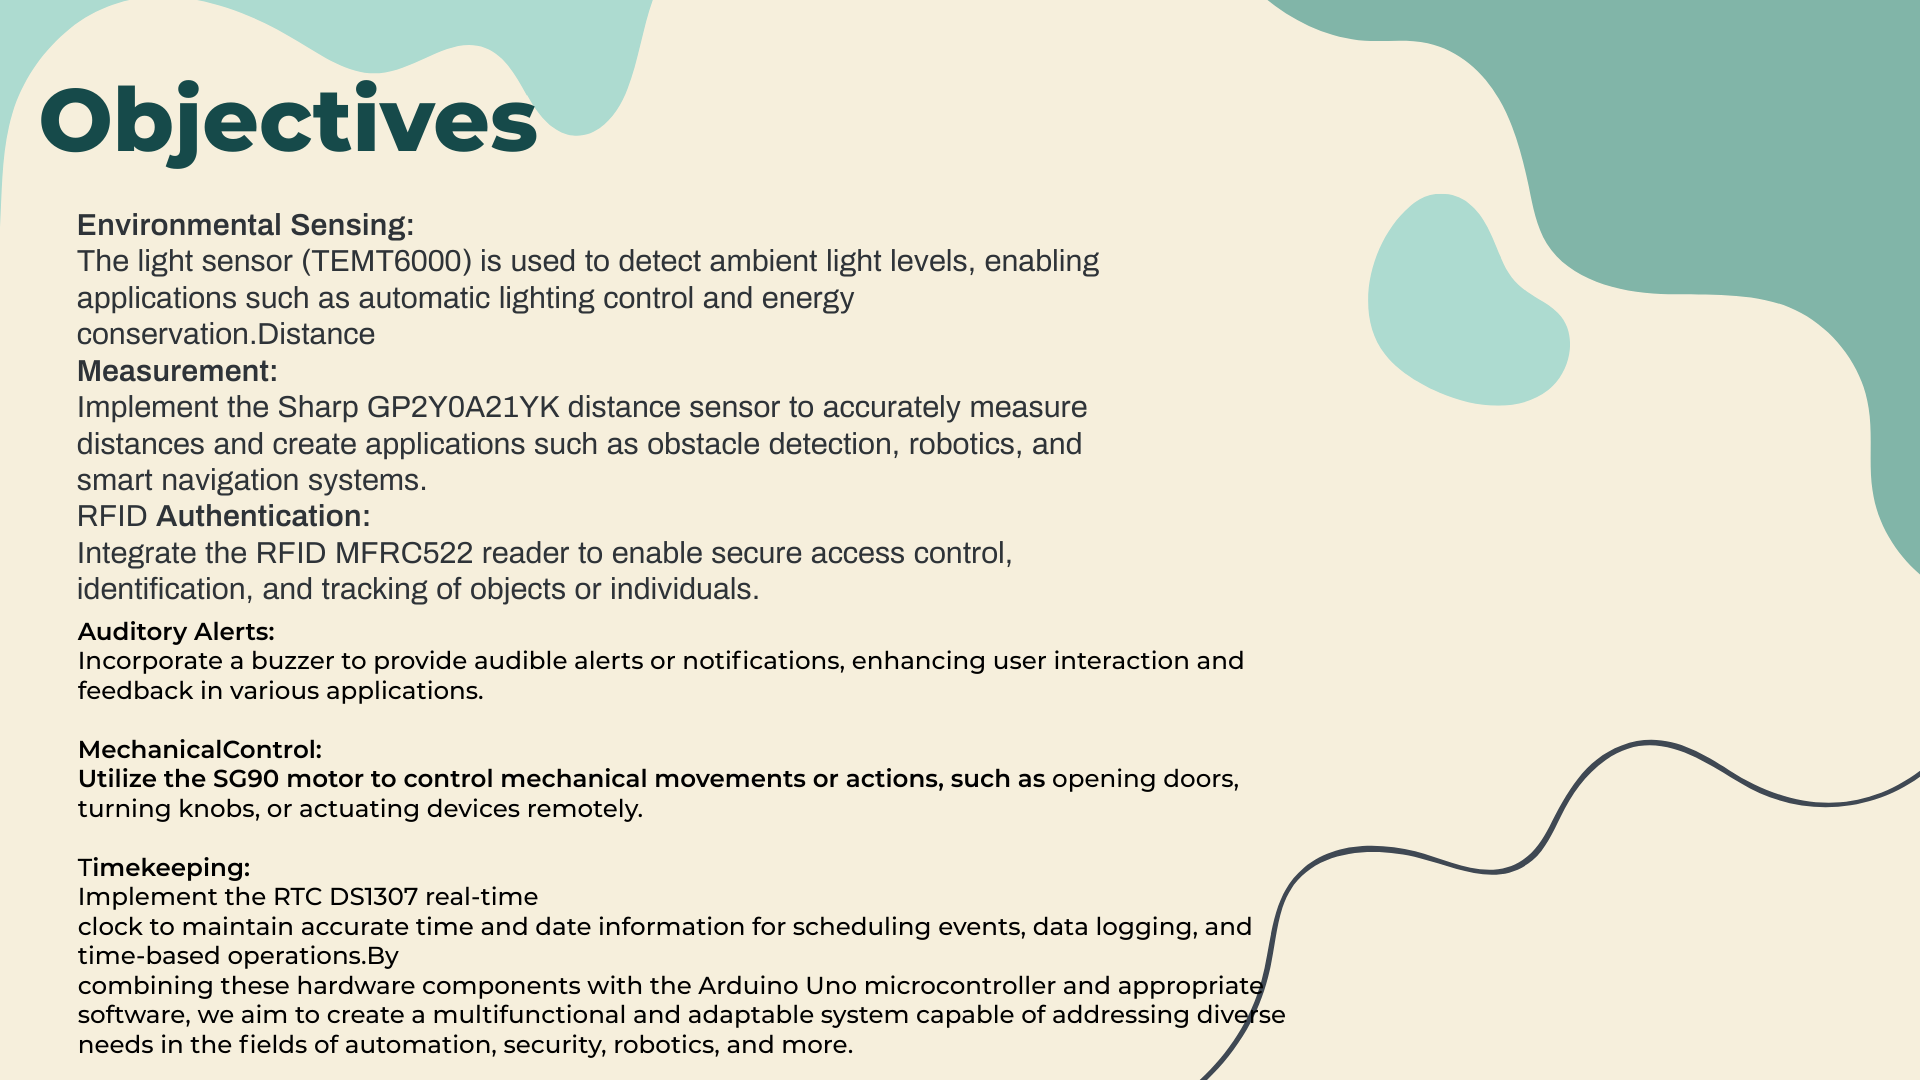 Objectives
Environmental Sensing:
The light sensor (TEMT6000) is used to detect ambient light levels, enabling
applications such as automatic lighting control and energy
conservation.Distance
Measurement:
Implement the Sharp GP2Y0A21YK distance sensor to accurately measure
distances and create applications such as obstacle detection, robotics, and
smart navigation systems.
RFID Authentication:
Integrate the RFID MFRC522 reader to enable secure access control,
identification, and tracking of objects or individuals.
Auditory Alerts:
Incorporate a buzzer to provide audible alerts or notifications, enhancing user interaction and
feedback in various applications.
MechanicalControl:
Utilize the SG90 motor to control mechanical movements or actions, such as opening doors,
turning knobs, or actuating devices remotely.
Timekeeping:
Implement the RTC DS1307 real-time
clock to maintain accurate time and date information for scheduling events, data logging, and
time-based operations.By
combining these hardware components with the Arduino Uno microcontroller and appropriate
software, we aim to create a multifunctional and adaptable system capable of addressing diverse
needs in the fields of automation, security, robotics, and more.